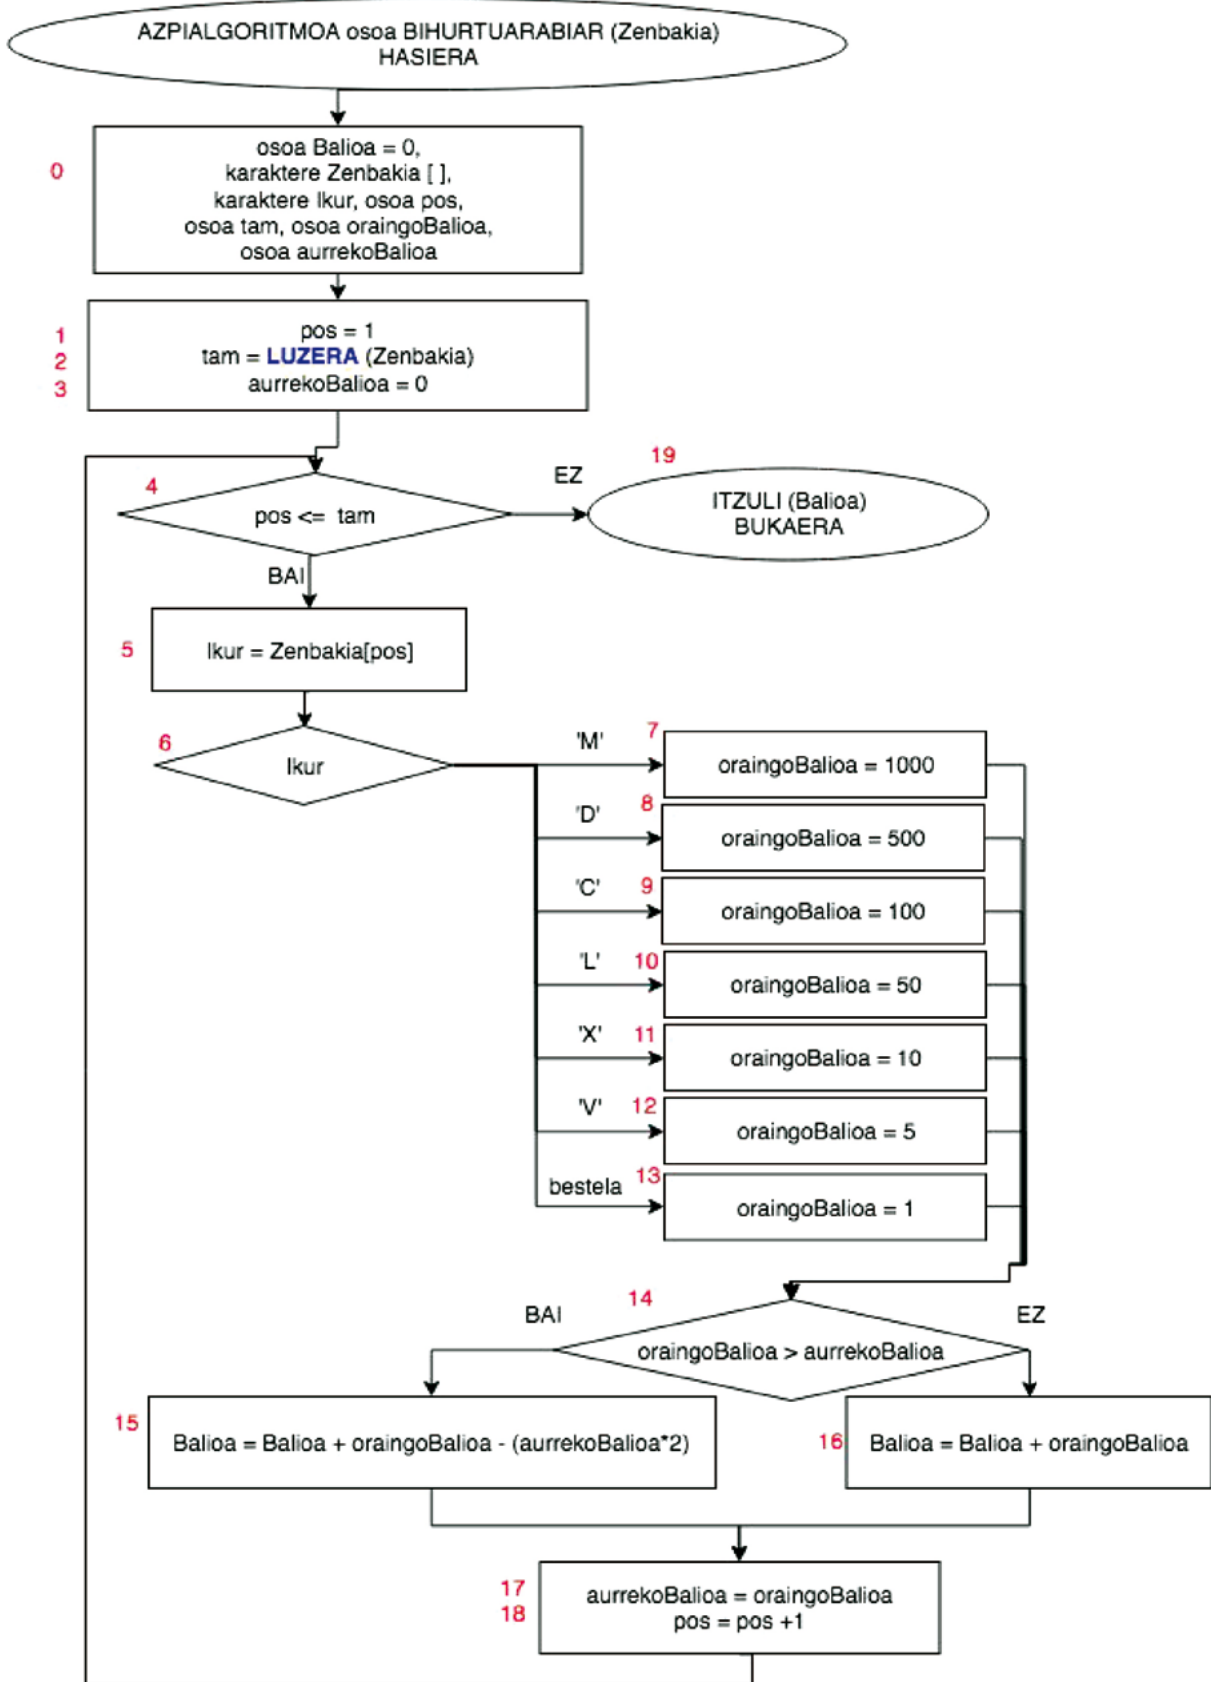 AZPIALGORITMOA osoa BIHURTUARABIAR (Zenbakia)
HASIERA
0
osoa Balioa = 0,
karaktere Zenbakia [ ],
karaktere Ikur, osoa pos,
osoa tam, osoa oraingoBalioa,
osoa aurrekoBalioa
1
pos = 1
2
tam = LUZERA (Zenbakia)
3
aurrekoBalioa = 0
4
pos <= tam
EZ
19
ITZULI (Balioa)
BUKAERA
BAI
5
Ikur = Zenbakia[pos]
6
Ikur
'M'
7
oraingoBalioa = 1000
'D'
8
oraingoBalioa = 500
'C'
9
oraingoBalioa = 100
'L'
10
oraingoBalioa = 50
'X'
11
oraingoBalioa = 10
'V'
12
oraingoBalioa = 5
bestela
13
oraingoBalioa = 1
14
BAI
EZ
oraingoBalioa > aurrekoBalioa
15
Balioa = Balioa + oraingoBalioa - (aurrekoBalioa*2)
16
Balioa = Balioa + oraingoBalioa
17
aurrekoBalioa = oraingoBalioa
18
pos = pos +1